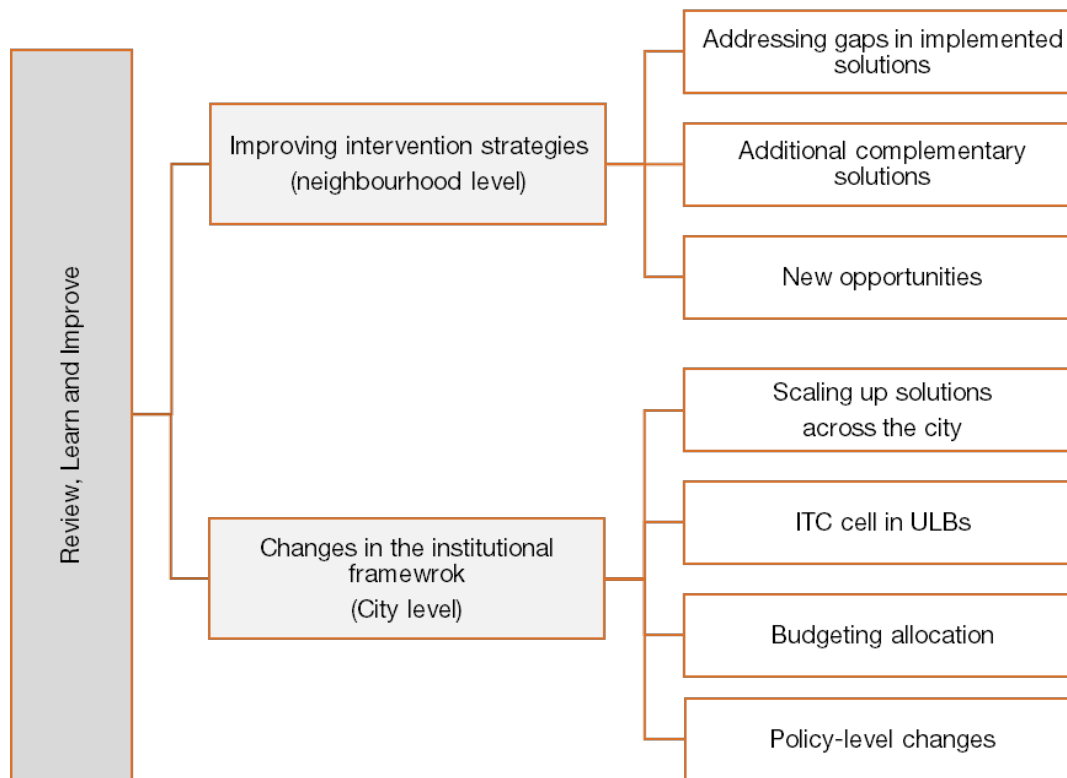 Review, Learn and Improve
Improving intervention strategies
(neighbourhood level)
Addressing gaps in implemented
solutions
Additional complementary
solutions
New opportunities
Changes in the institutional
framewrok
(City level)
Scaling up solutions
across the city
ITC cell in ULBs
Budgeting allocation
Policy-level changes